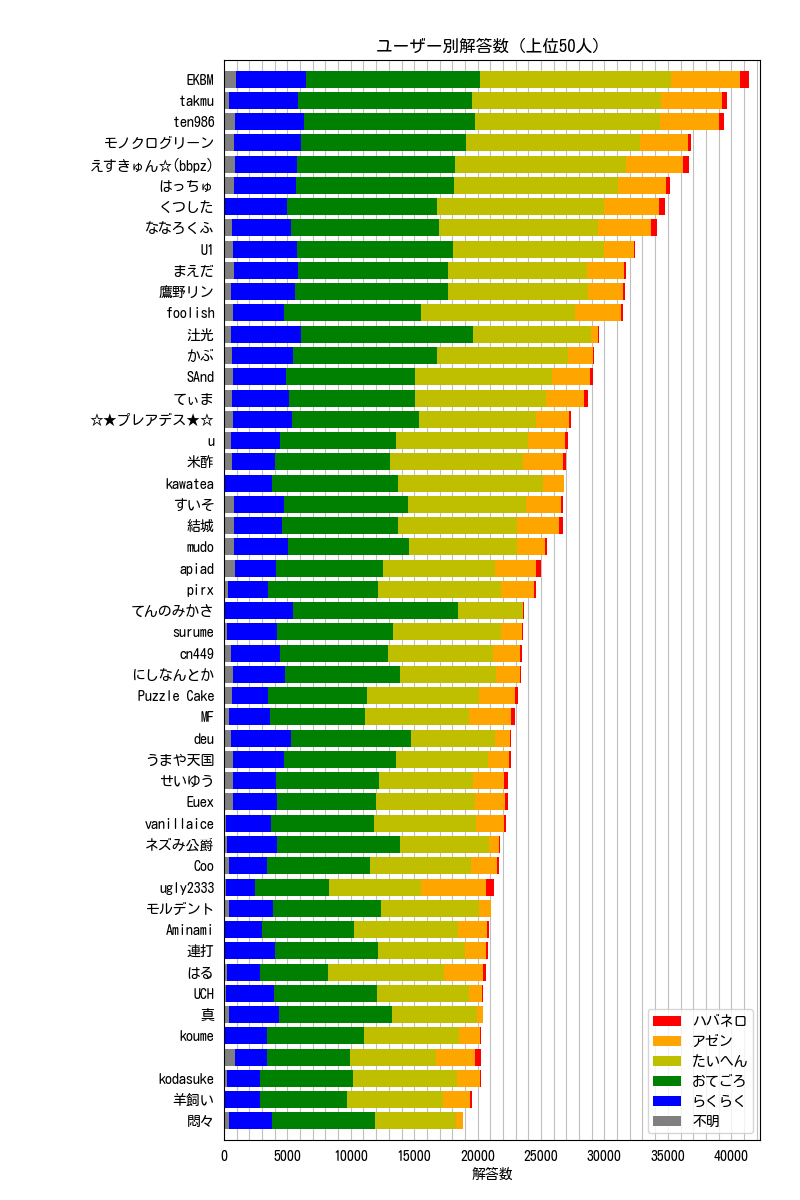 ユーザー別解答数 (上位50人)
EKBM
takmu
ten986
モノクログリーン
えすきゅん☆(bbpz)
はっちゅ
くつした
ななろくふ
U1
まえだ
鷹野リン
foolish
注光
かぶ
SAnd
てぃま
☆★プレアデス★☆
u
米酢
kawatea
すいそ
結城
mudo
apiad
pirx
てんのみかさ
surume
cn449
にしなんとか
Puzzle Cake
MF
deu
うまや天国
せいゆう
Euex
vanillaice
ネズみ公爵
Coo
ugly2333
モルデント
Aminami
連打
はる
UCH
真
koume
kodasuke
羊飼い
悶々
ハバネロ
アゼン
たいへん
おてごろ
らくらく
不明
0 5000 10000 15000 20000 25000 30000 35000 40000
解答数